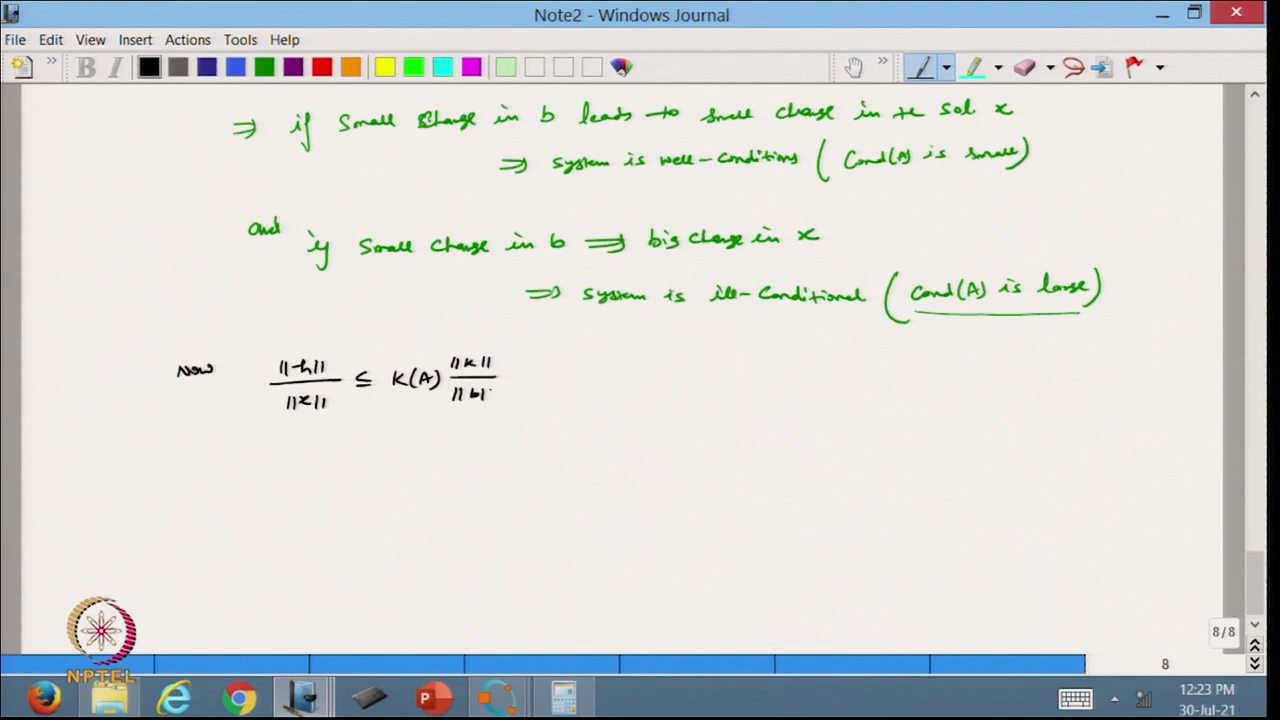 Note2 - Windows Journal
File Edit View Insert Actions Tools Help
⇒ if small change in b leads to small change in the sol x
⇒ system is well-conditions (Cond(A) is small)
and
if small change in b ⇒ big change in x
⇒ system is ill-conditional (Cond(A) is large)
Now ||h||/||x|| ≤ K(A) ||k||/||b||
8/8
8
NPTEL
12:23 PM
30-Jul-21